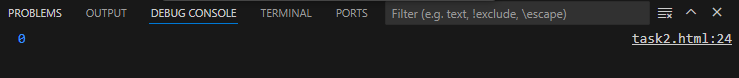 PROBLEMS OUTPUT DEBUG CONSOLE TERMINAL PORTS Filter (e.g. text, !exclude, \escape)
0 task2.html:24